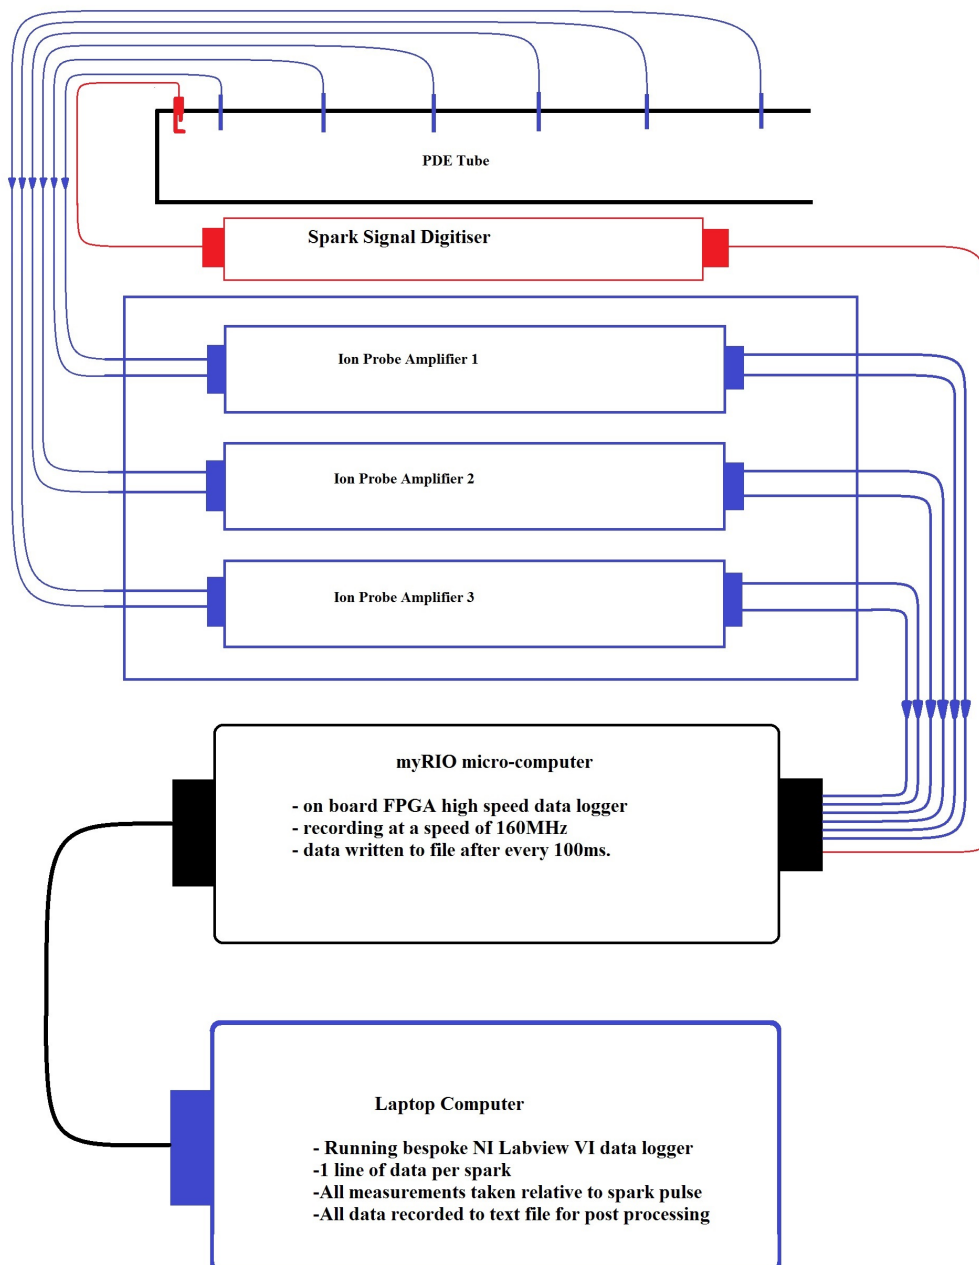 PDE Tube
Spark Signal Digitiser
Ion Probe Amplifier 1
Ion Probe Amplifier 2
Ion Probe Amplifier 3
myRIO micro-computer
- on board FPGA high speed data logger
- recording at a speed of 160MHz
- data written to file after every 100ms.
Laptop Computer
- Running bespoke NI Labview VI data logger
-1 line of data per spark
-All measurements taken relative to spark pulse
-All data recorded to text file for post processing